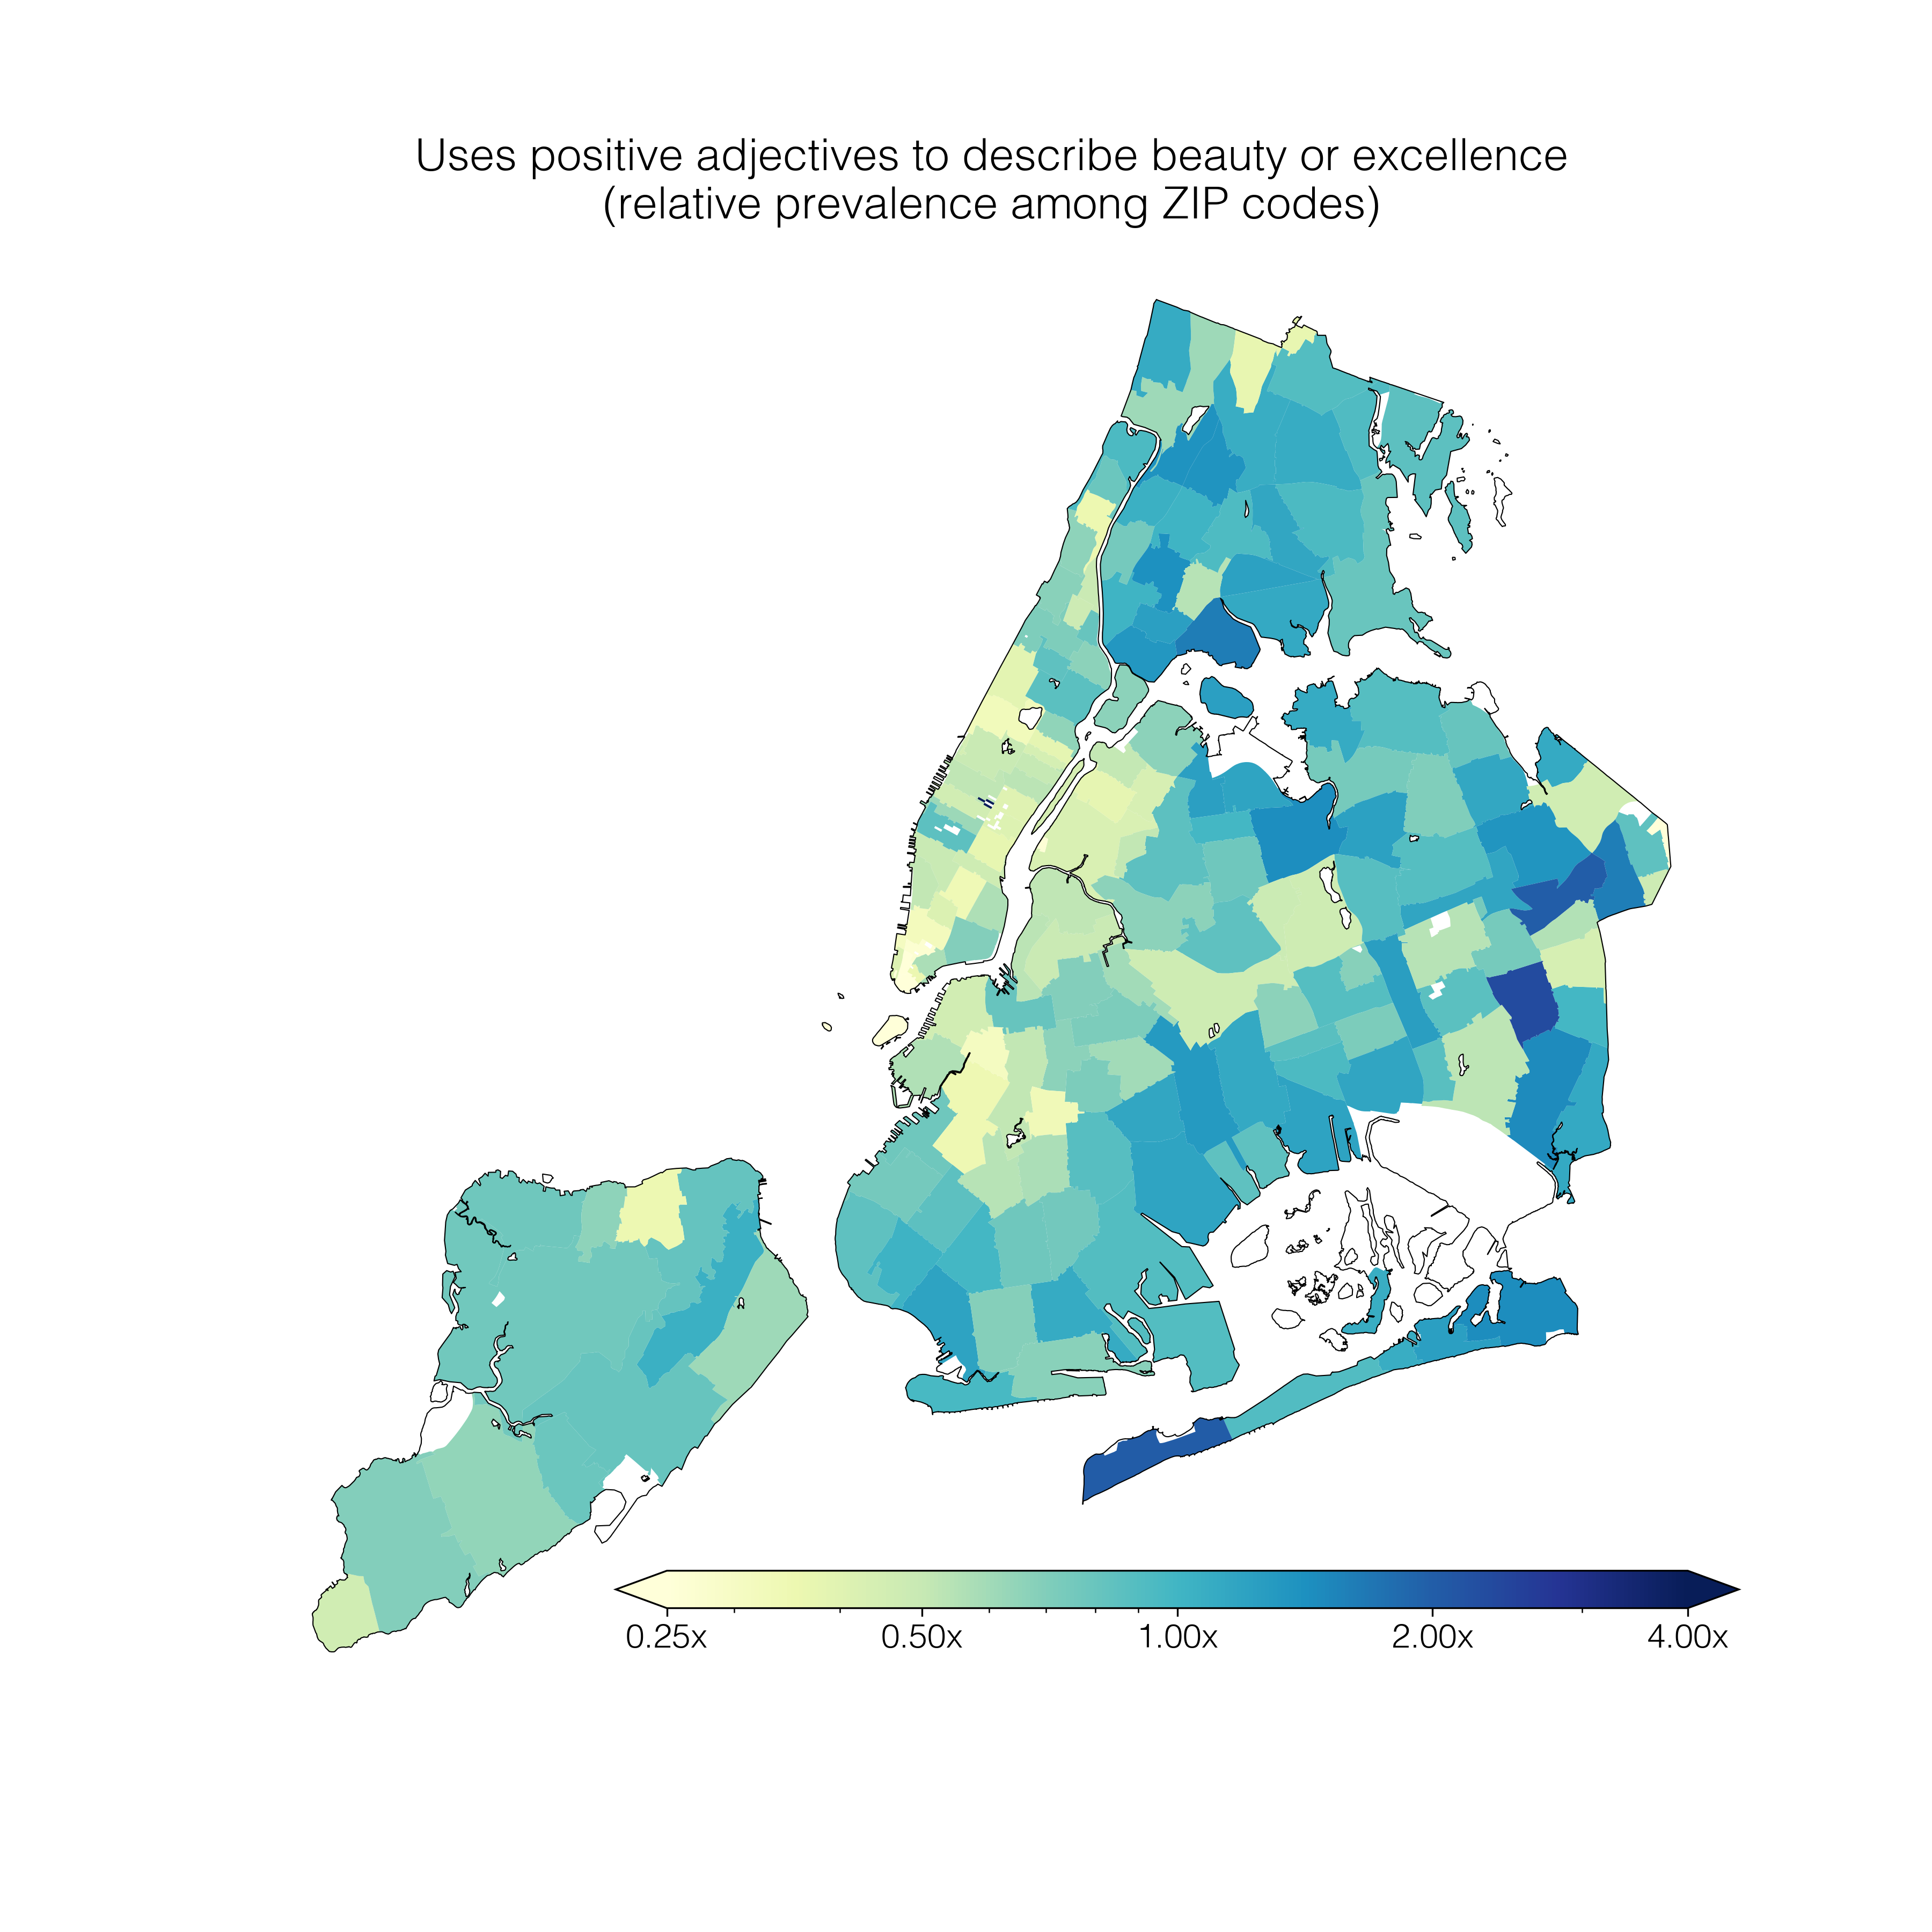 Uses positive adjectives to describe beauty or excellence
(relative prevalence among ZIP codes)
0.25x 0.50x 1.00x 2.00x 4.00x